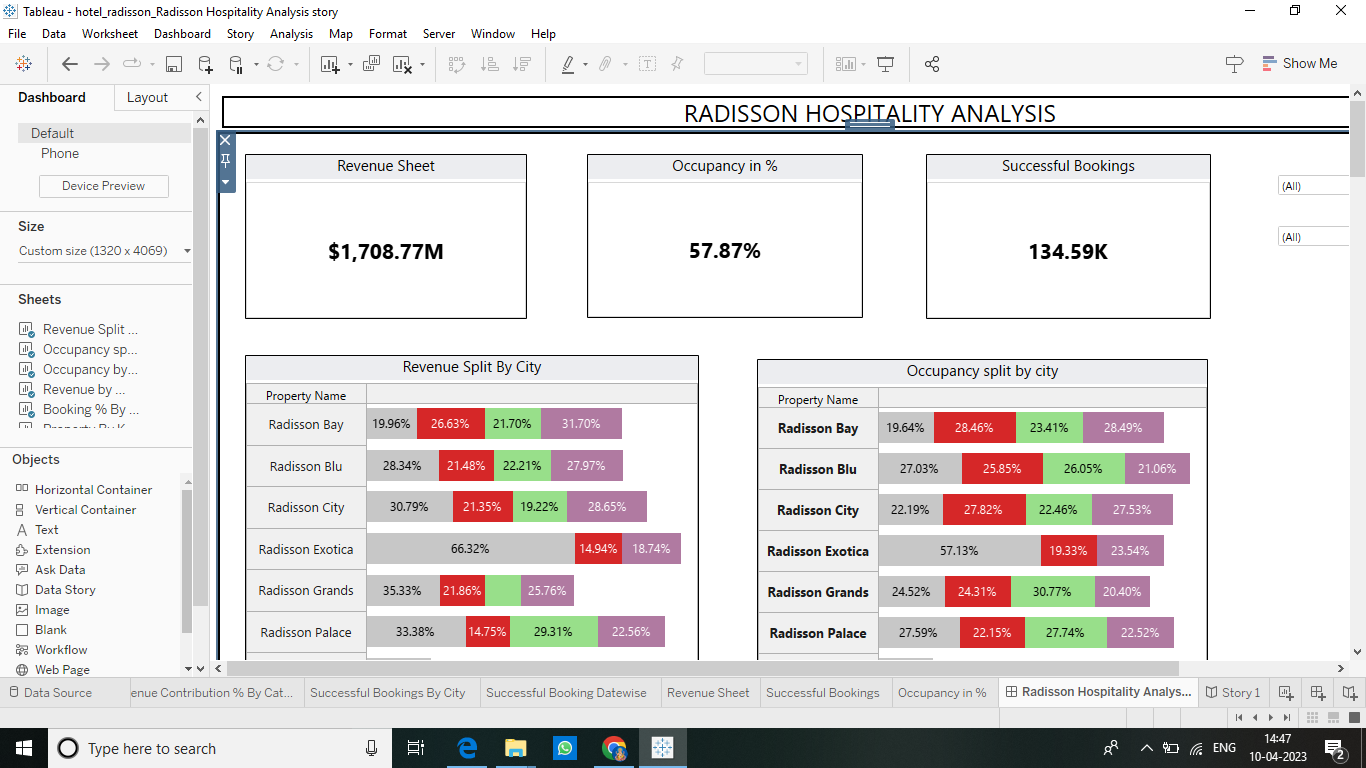 Tableau - hotel_radisson_Radisson Hospitality Analysis story
File Data Worksheet Dashboard Story Analysis Map Format Server Window Help
Show Me
Dashboard Layout
Default
Phone
Device Preview
Size
Custom size (1320 x 4069)
Sheets
Revenue Split ...
Occupancy sp...
Occupancy by...
Revenue by ...
Booking % By ...
Objects
Horizontal Container
Vertical Container
Text
Extension
Ask Data
Data Story
Image
Blank
Workflow
Web Page
RADISSON HOSPITALITY ANALYSIS
Revenue Sheet
$1,708.77M
Occupancy in %
57.87%
Successful Bookings
134.59K
(All)
(All)
Revenue Split By City
Property Name
Radisson Bay 19.96% 26.63% 21.70% 31.70%
Radisson Blu 28.34% 21.48% 22.21% 27.97%
Radisson City 30.79% 21.35% 19.22% 28.65%
Radisson Exotica 66.32% 14.94% 18.74%
Radisson Grands 35.33% 21.86% 25.76%
Radisson Palace 33.38% 14.75% 29.31% 22.56%
Occupancy split by city
Property Name
Radisson Bay 19.64% 28.46% 23.41% 28.49%
Radisson Blu 27.03% 25.85% 26.05% 21.06%
Radisson City 22.19% 27.82% 22.46% 27.53%
Radisson Exotica 57.13% 19.33% 23.54%
Radisson Grands 24.52% 24.31% 30.77% 20.40%
Radisson Palace 27.59% 22.15% 27.74% 22.52%
Data Source enue Contribution % By Cat... Successful Bookings By City Successful Booking Datewise Revenue Sheet Successful Bookings Occupancy in % Radisson Hospitality Analys... Story 1
Type here to search
ENG
14:47
10-04-2023
2